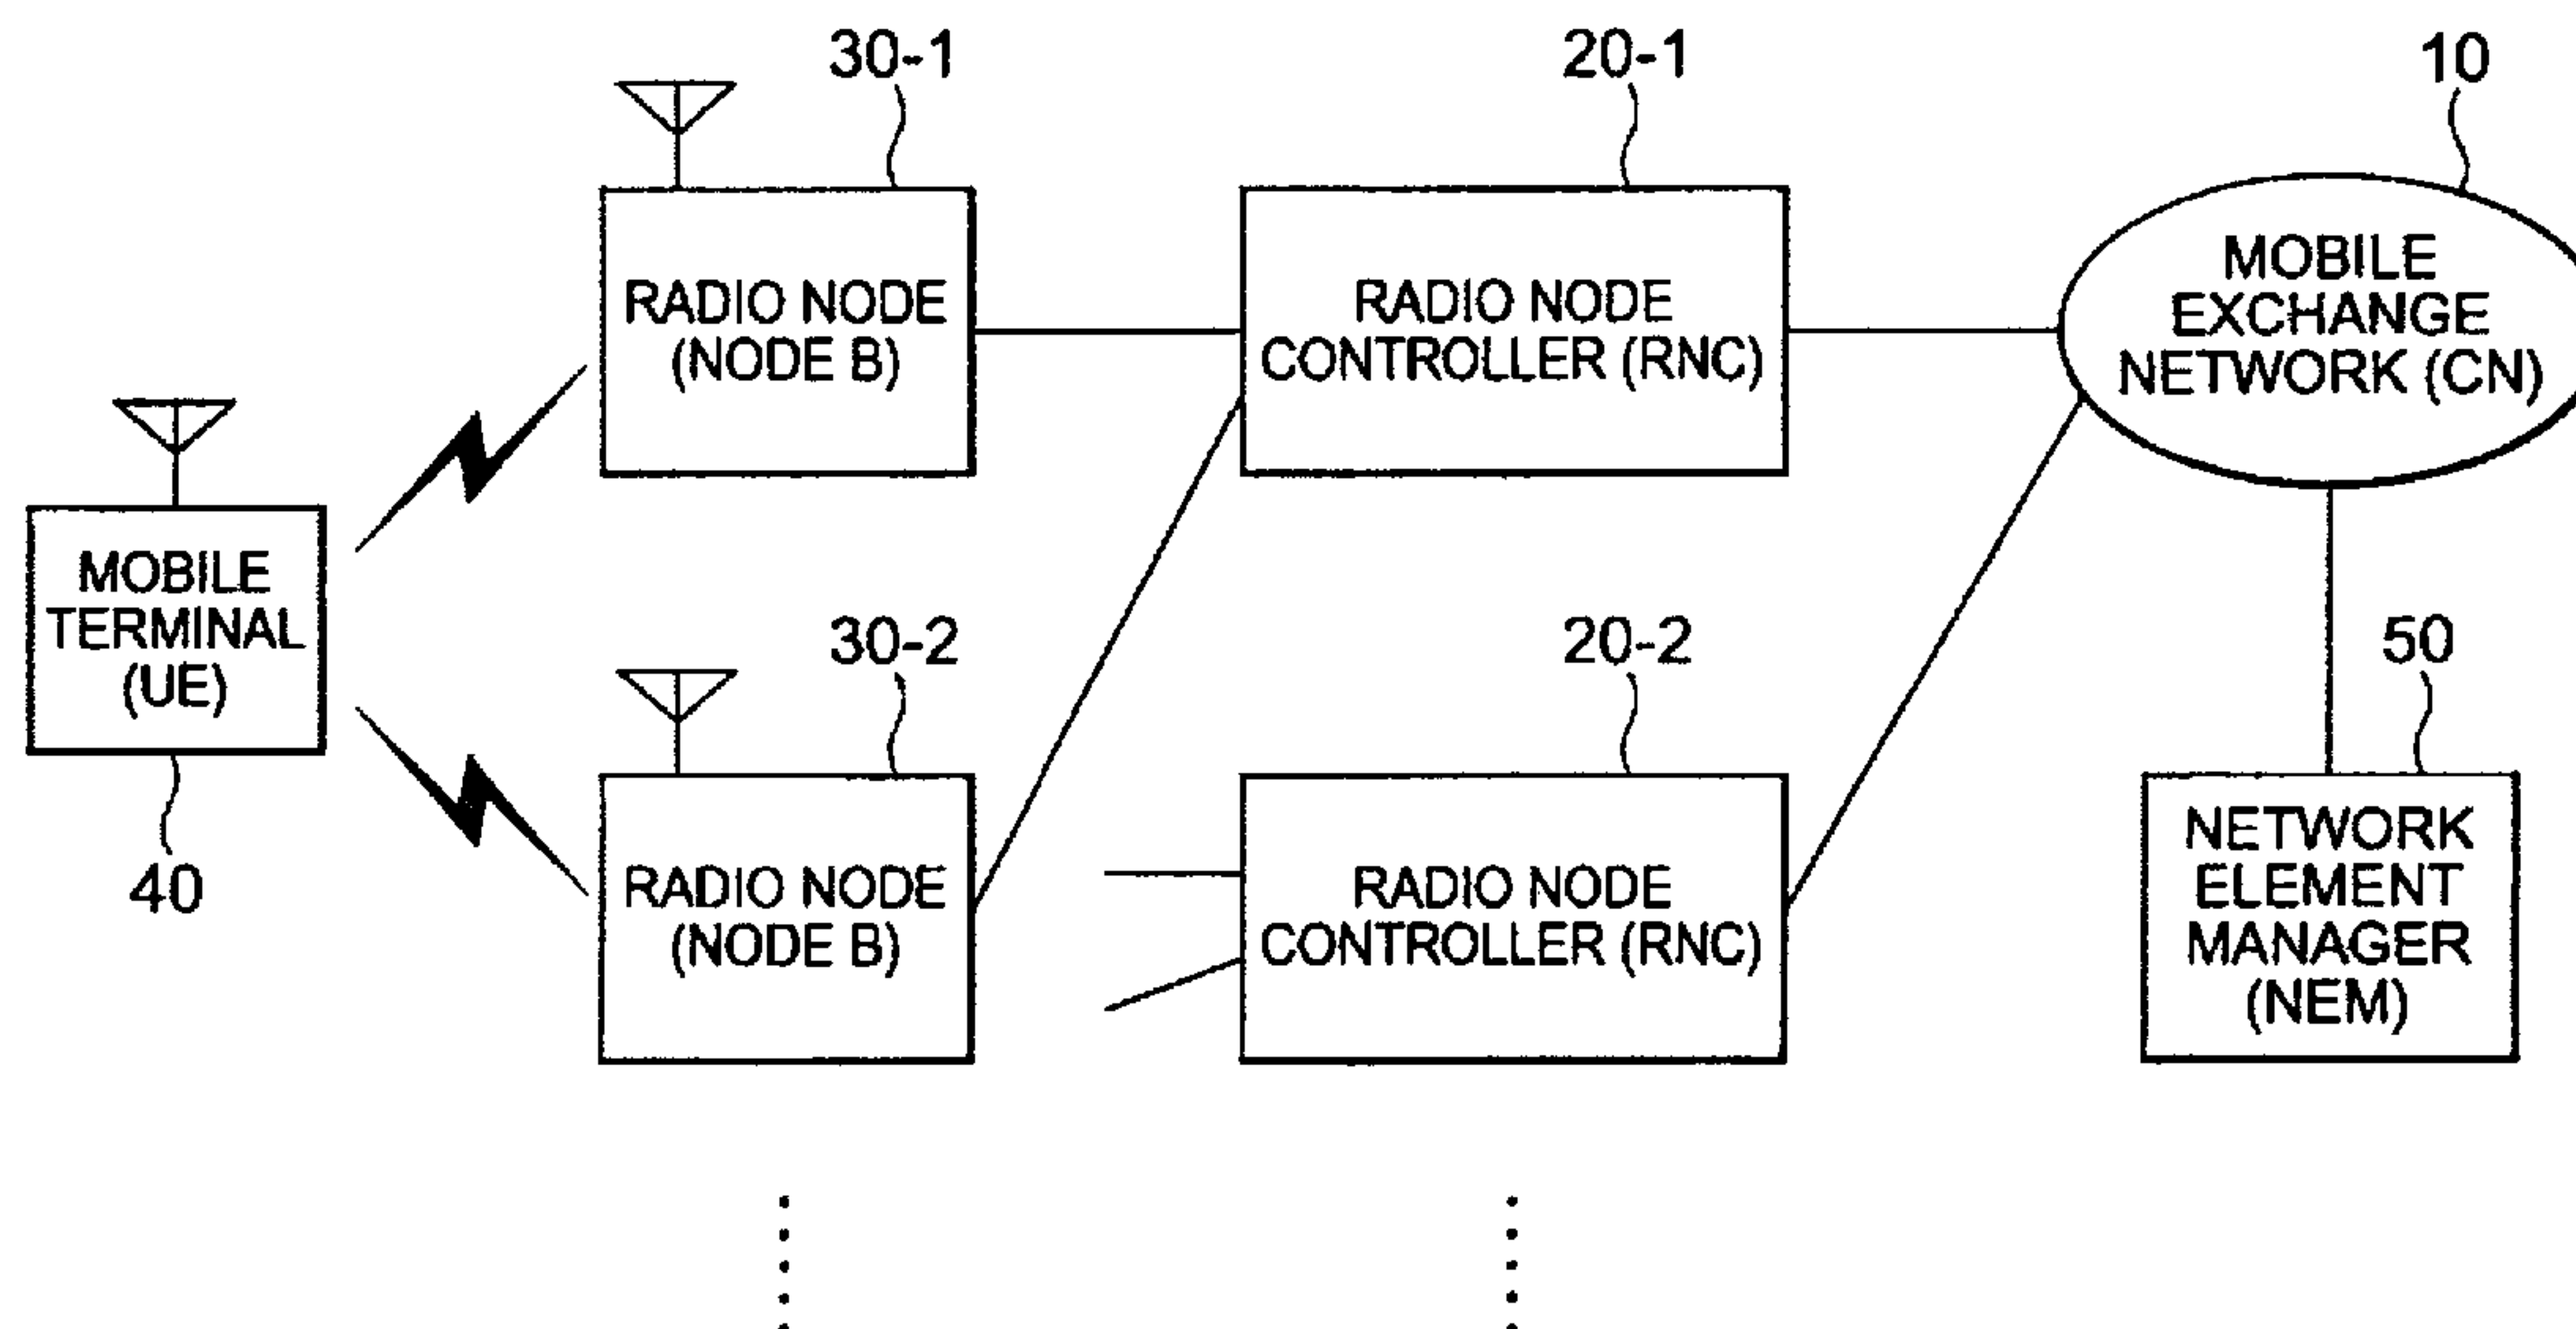 30-1
20-1
10
RADIO NODE
(NODE B)
RADIO NODE
CONTROLLER (RNC)
MOBILE
EXCHANGE
NETWORK (CN)
MOBILE
TERMINAL
(UE)
40
30-2
20-2
50
RADIO NODE
(NODE B)
RADIO NODE
CONTROLLER (RNC)
NETWORK
ELEMENT
MANAGER
(NEM)